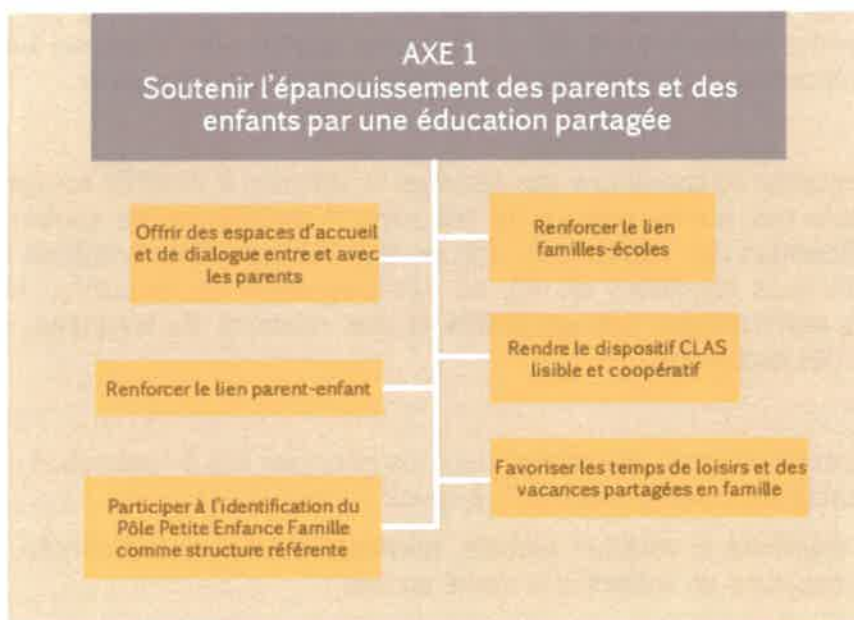 AXE 1
Soutenir l'épanouissement des parents et des
enfants par une éducation partagée
Offrir des espaces d'accueil
et de dialogue entre et avec
les parents
Renforcer le lien
familles-écoles
Renforcer le lien parent-enfant
Rendre le dispositif CLAS
lisible et coopératif
Participer à l'identification du
Pôle Petite Enfance Famille
comme structure référente
Favoriser les temps de loisirs et des
vacances partagées en famille